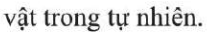 vật trong tự nhiên.